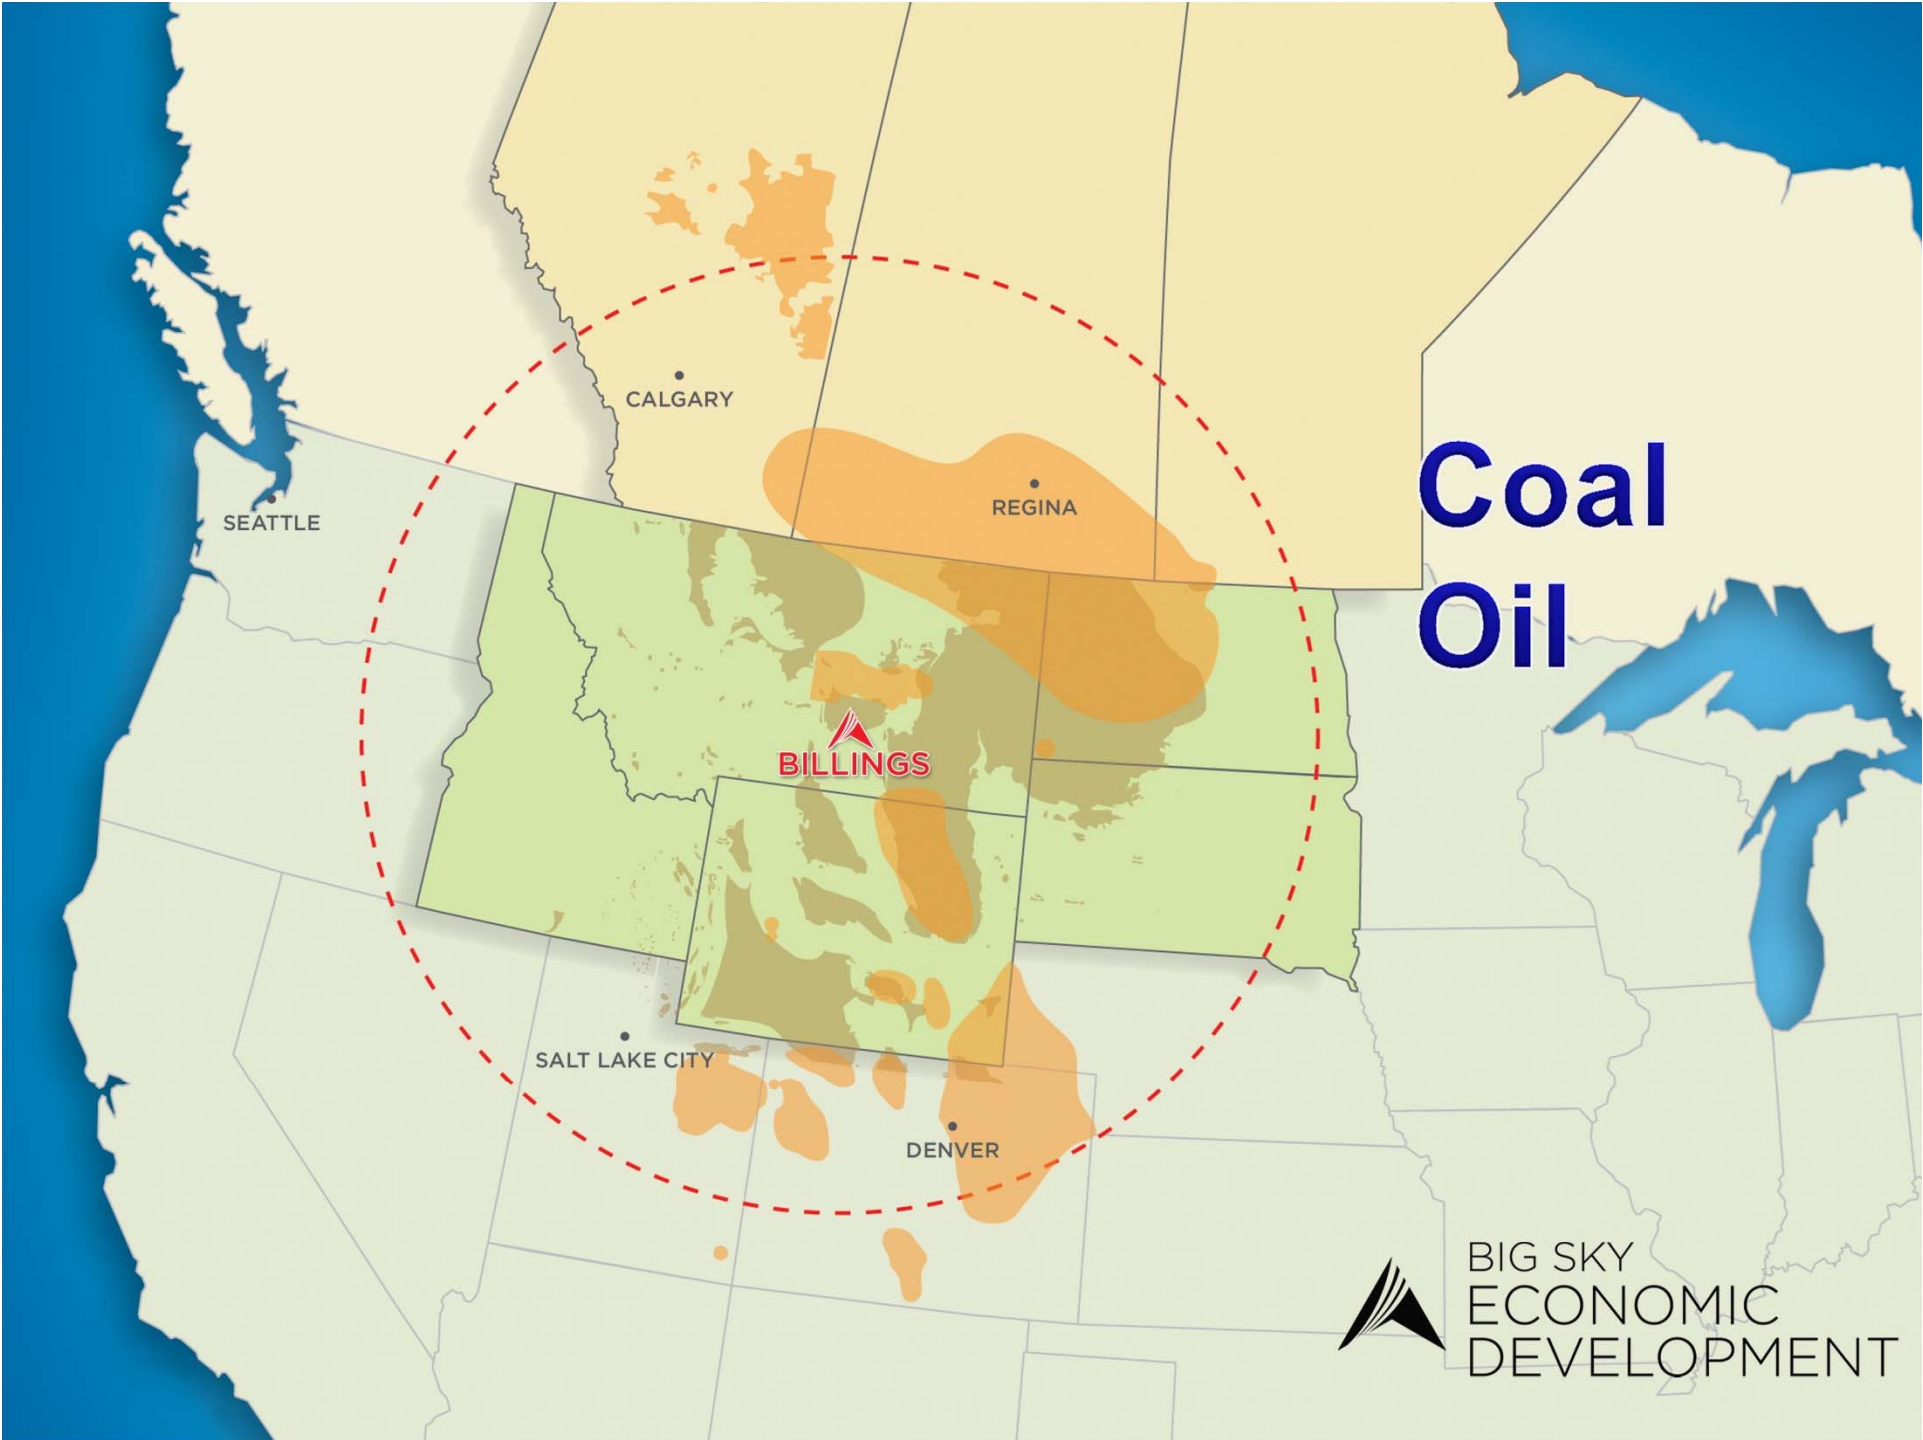 CALGARY
REGINA
Coal
SEATTLE
Oil
BILLINGS
SALT LAKE CITY
DENVER
BIG SKY
ECONOMIC
DEVELOPMENT